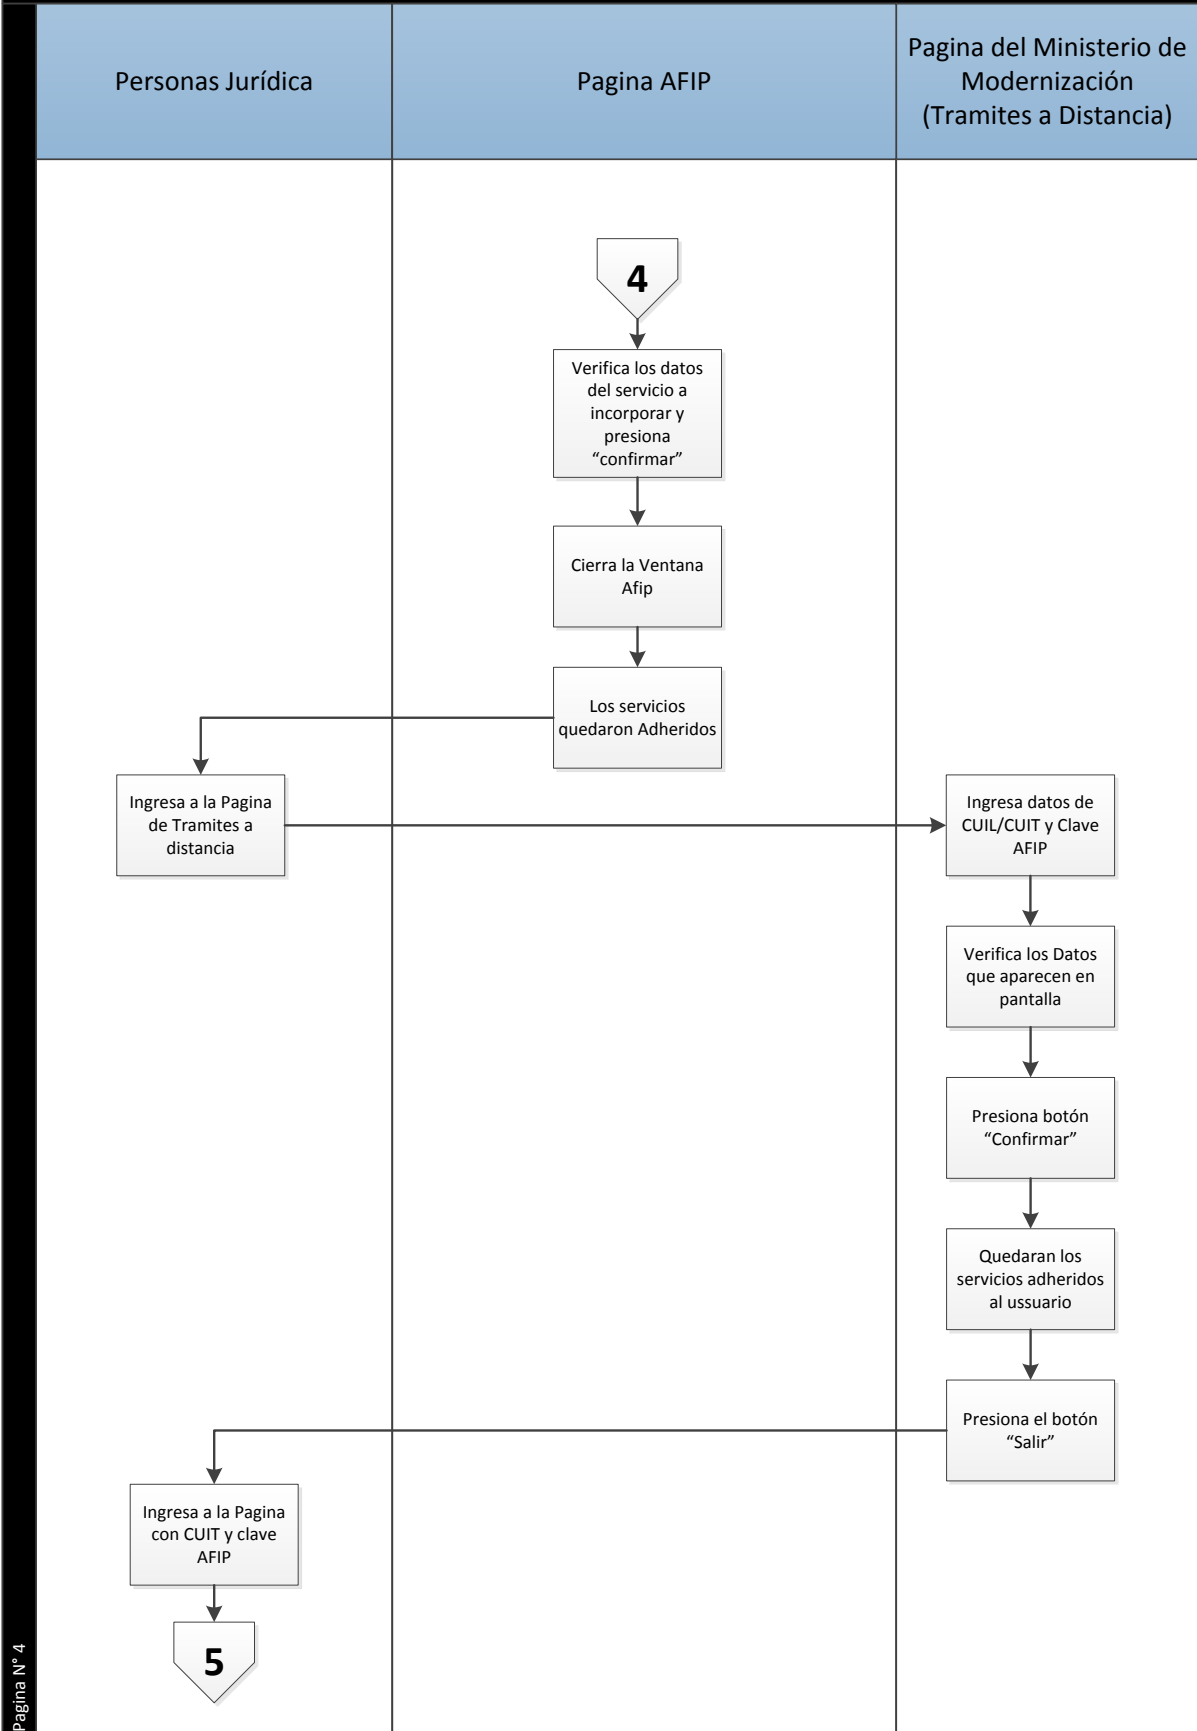 Personas Jurídica
Pagina AFIP
Pagina del Ministerio de
Modernización
(Tramites a Distancia)
4
Verifica los datos
del servicio a
incorporar y
presiona
“confirmar”
Cierra la Ventana
Afip
Los servicios
quedaron Adheridos
Ingresa a la Pagina
de Tramites a
distancia
Ingresa datos de
CUIL/CUIT y Clave
AFIP
Verifica los Datos
que aparecen en
pantalla
Presiona botón
“Confirmar”
Quedaran los
servicios adheridos
al ussuario
Presiona el botón
“Salir”
Ingresa a la Pagina
con CUIT y clave
AFIP
5
Pagina N° 4